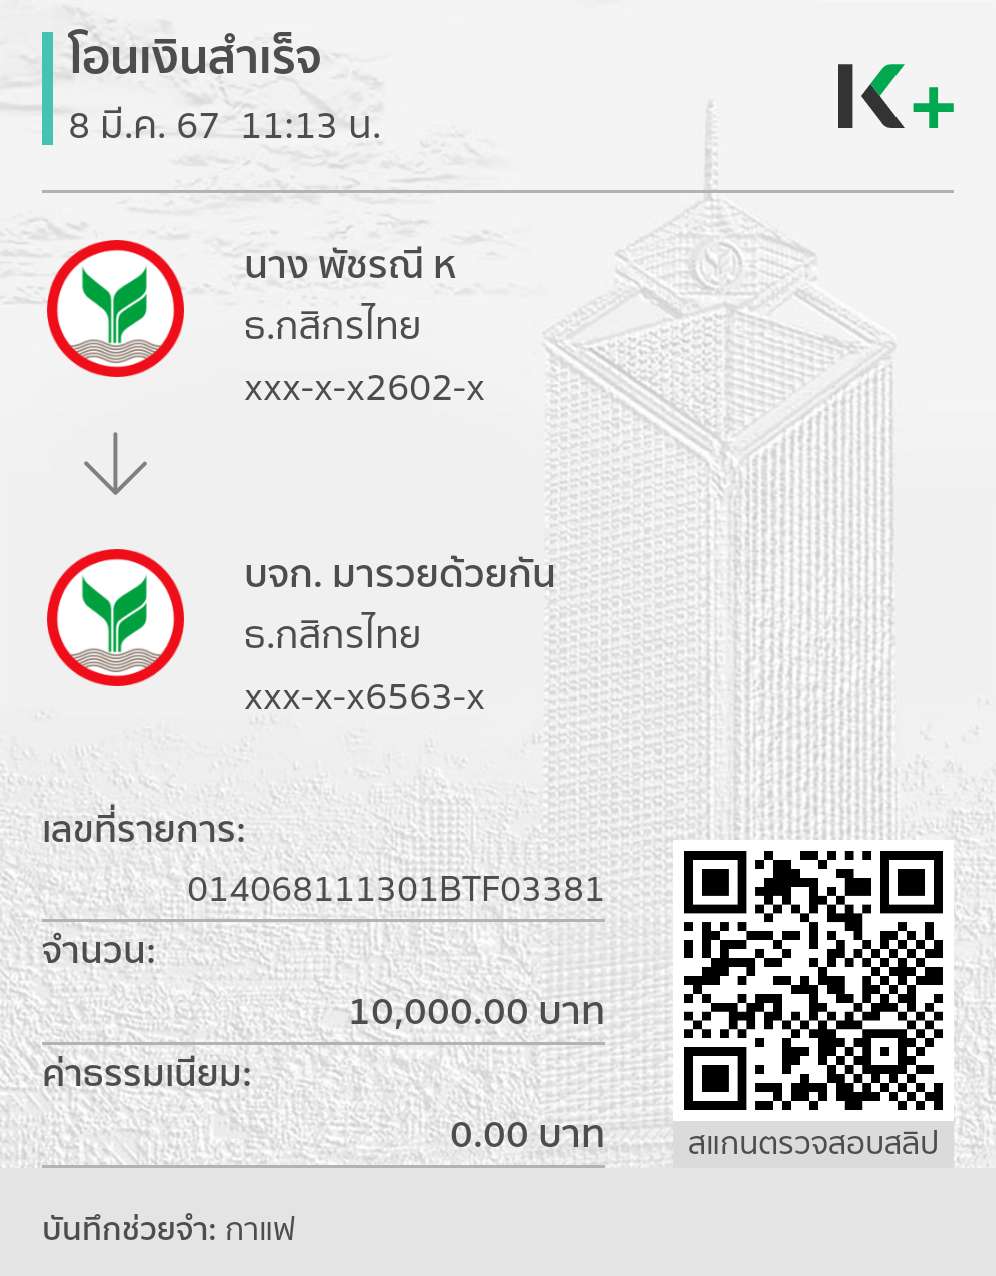 โอนเงินสำเร็จ
8 มี.ค. 67 11:13 น.
K+
นาง พัชรณี ห
ธ.กสิกรไทย
xxx-x-x2602-x
บจก. มารวยด้วยกัน
ธ.กสิกรไทย
xxx-x-x6563-x
เลขที่รายการ:
014068111301BTF03381
จำนวน:
10,000.00 บาท
ค่าธรรมเนียม:
0.00 บาท
สแกนตรวจสอบสลิป
บันทึกช่วยจำ: กาแฟ